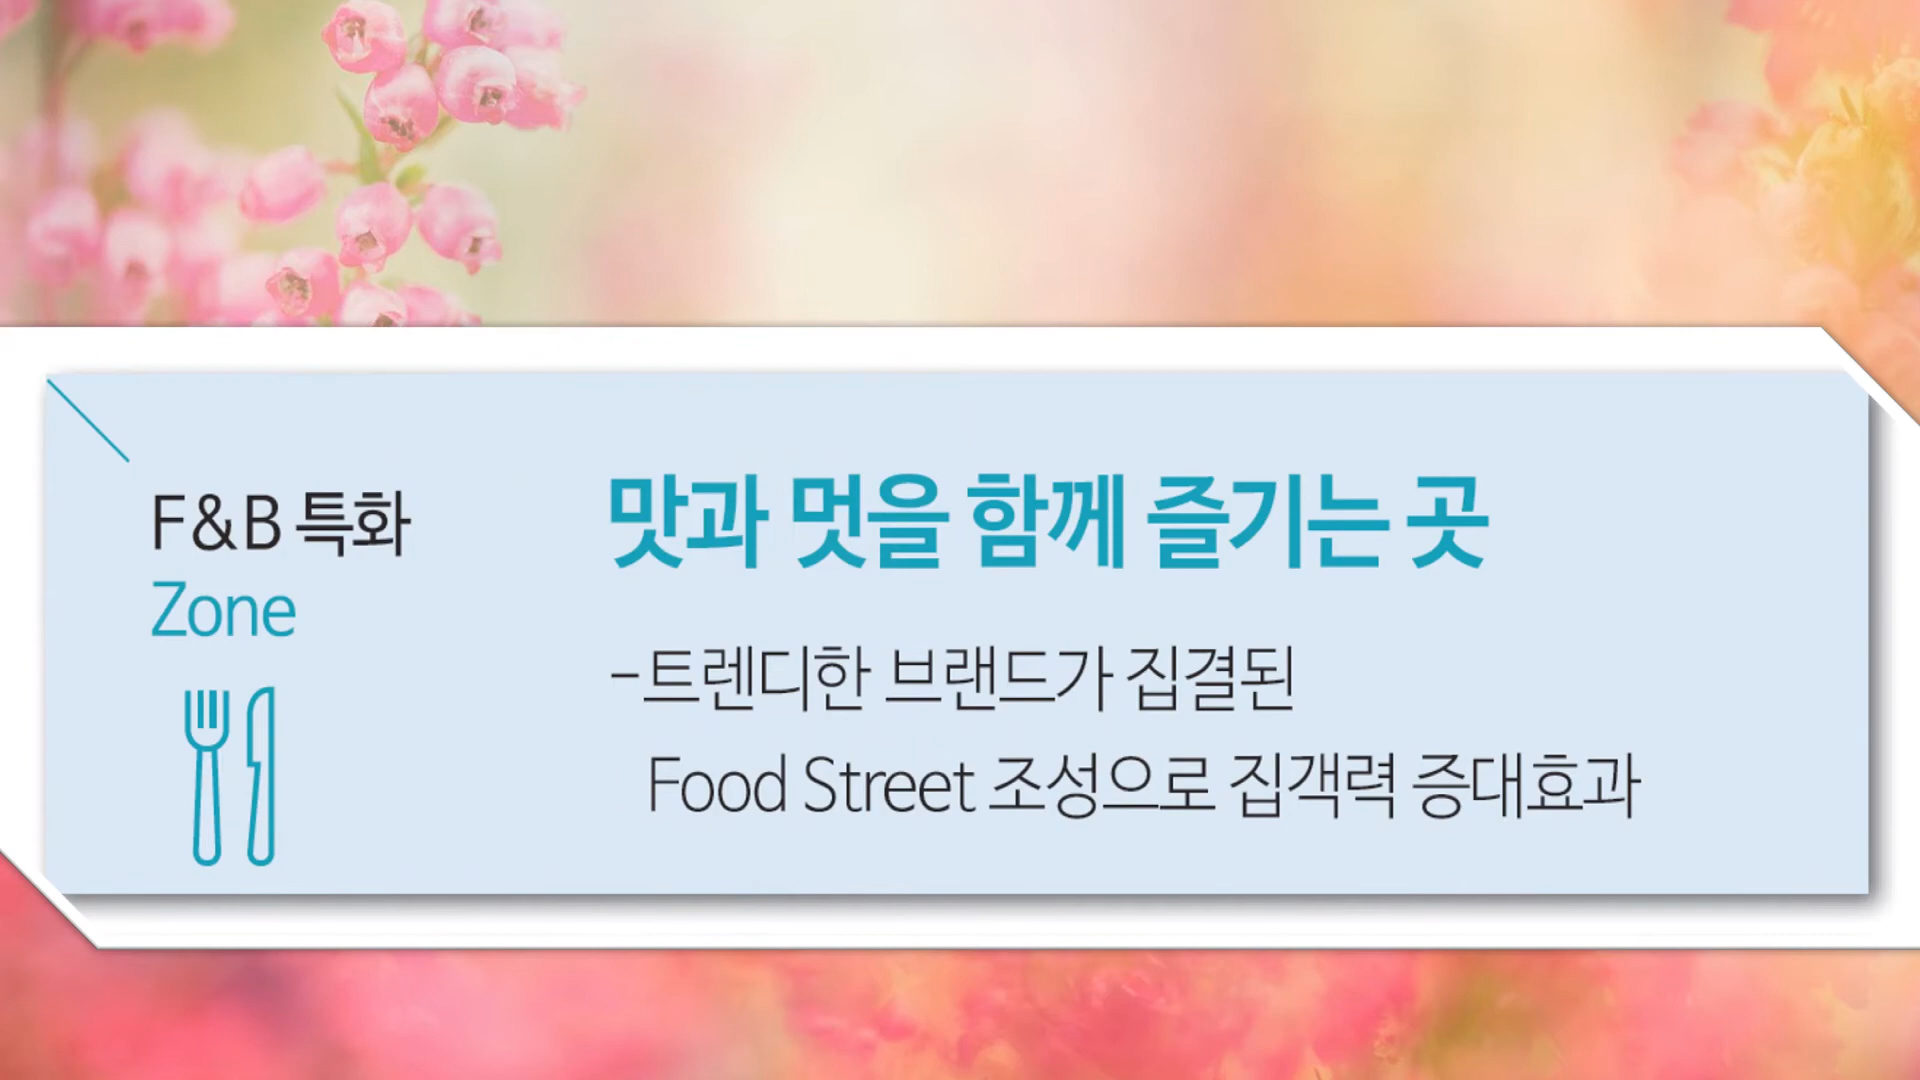 F&B 특화
Zone
맛과 멋을 함께 즐기는 곳
-트렌디한 브랜드가 집결된
Food Street 조성으로 집객력 증대효과